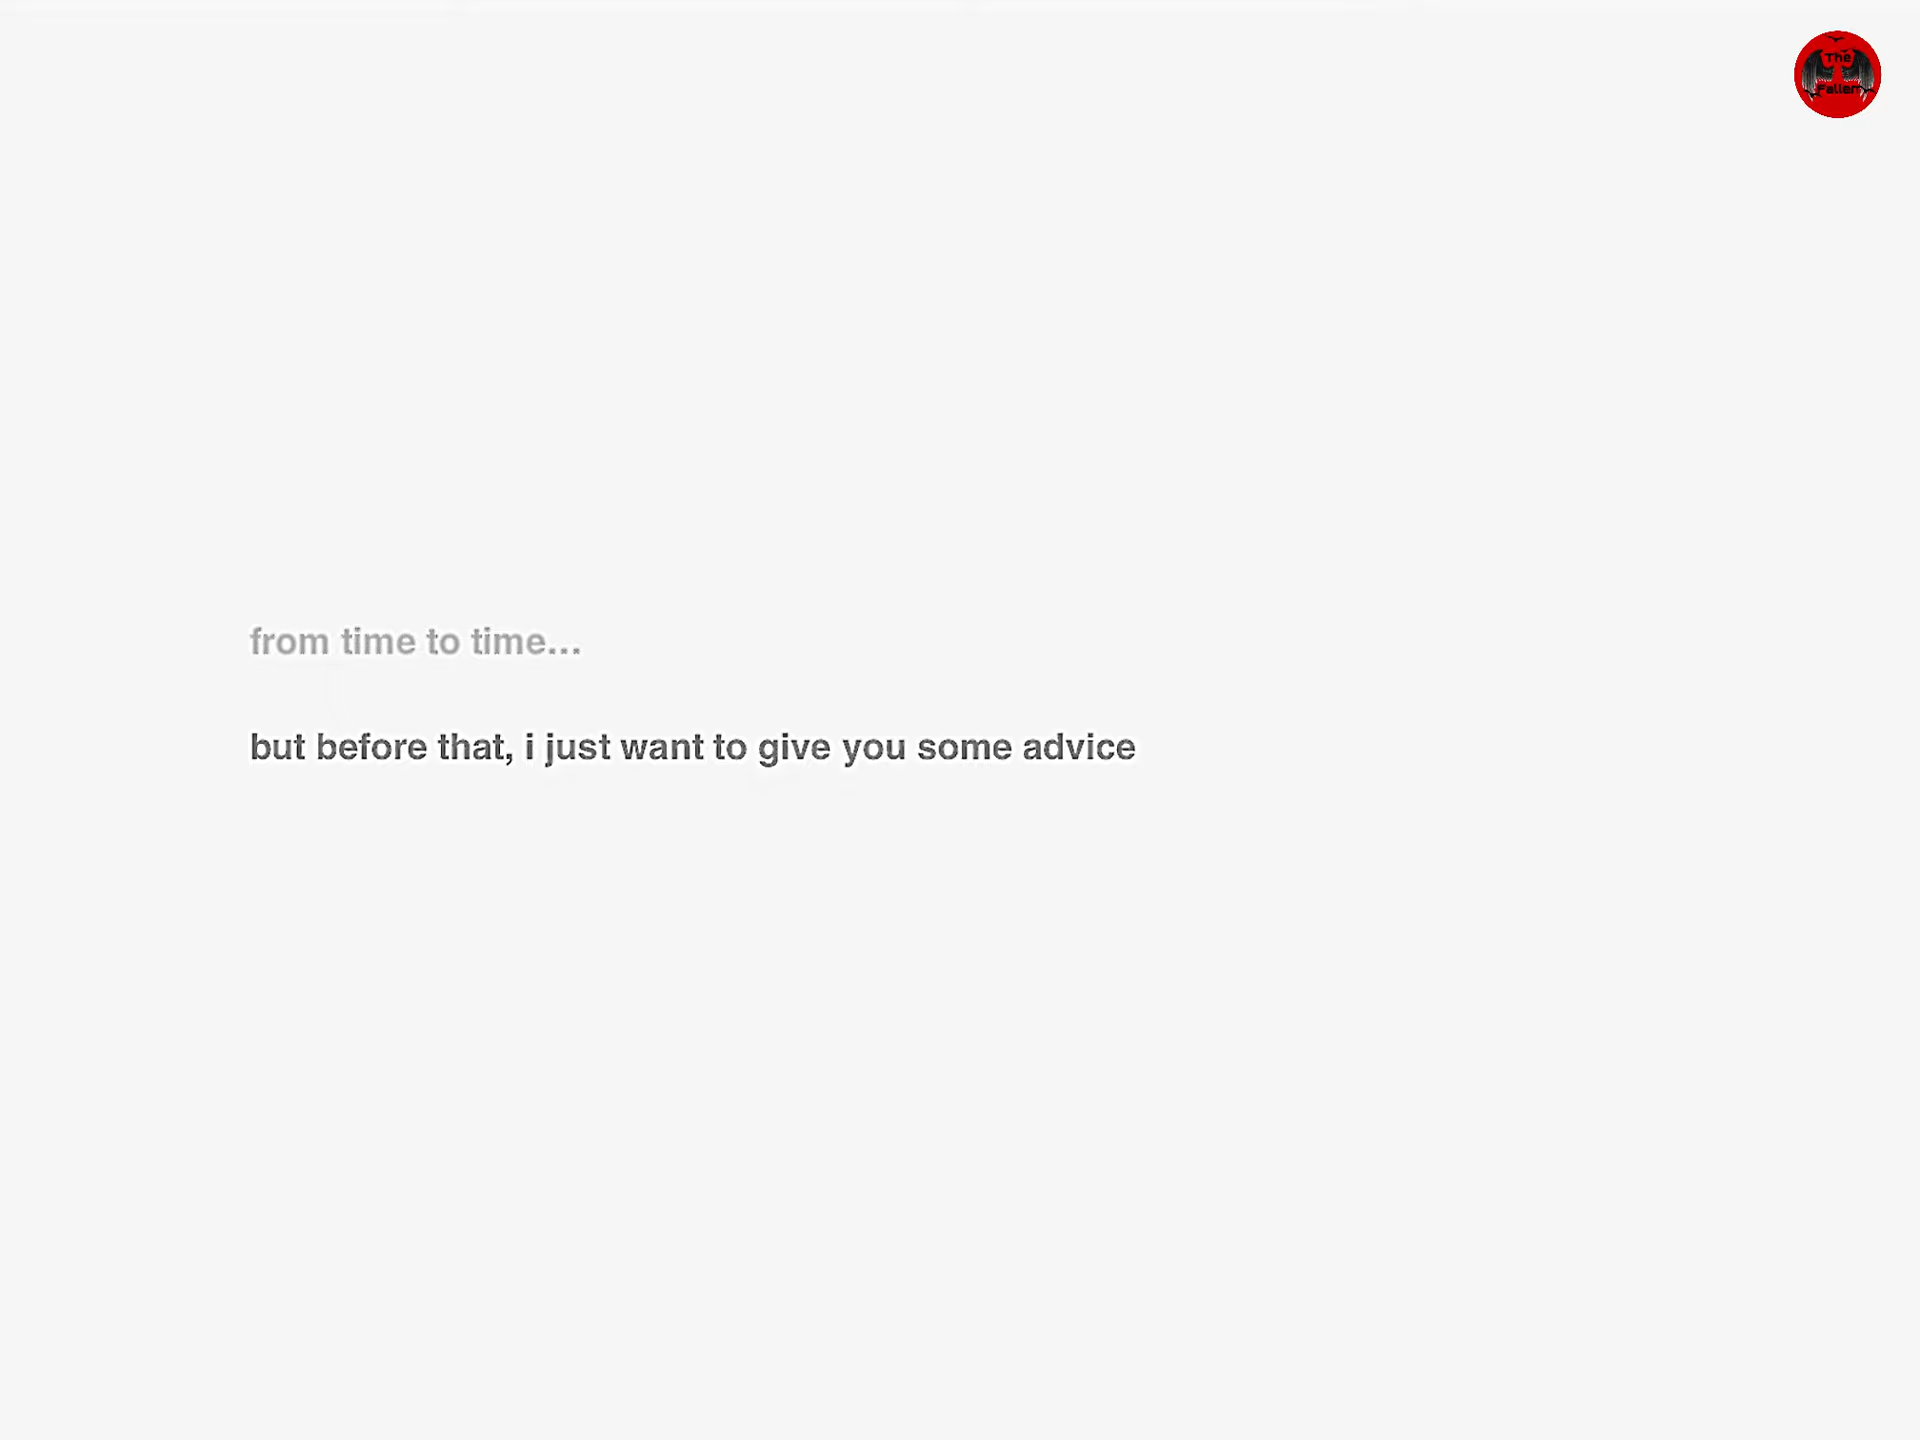 The
Fallen
from time to time...
but before that, i just want to give you some advice